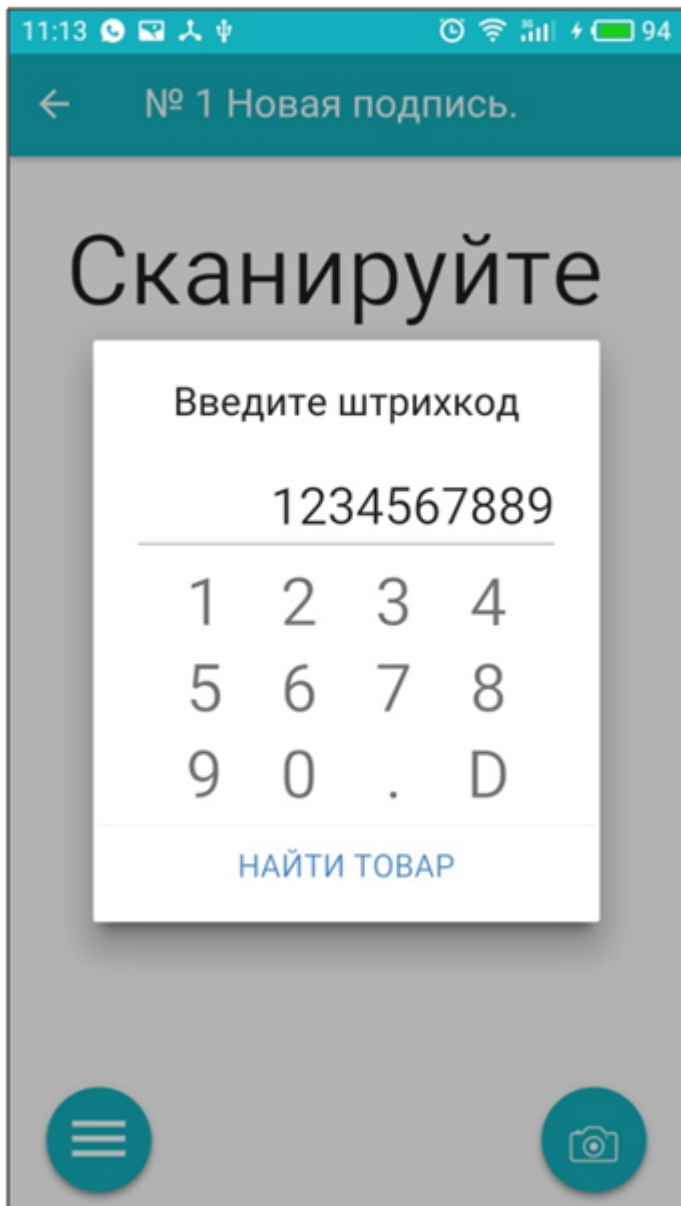 11:13 94
№ 1 Новая подпись.
Сканируйте
Введите штрихкод
1234567889
1 2 3 4
5 6 7 8
9 0 . D
НАЙТИ ТОВАР